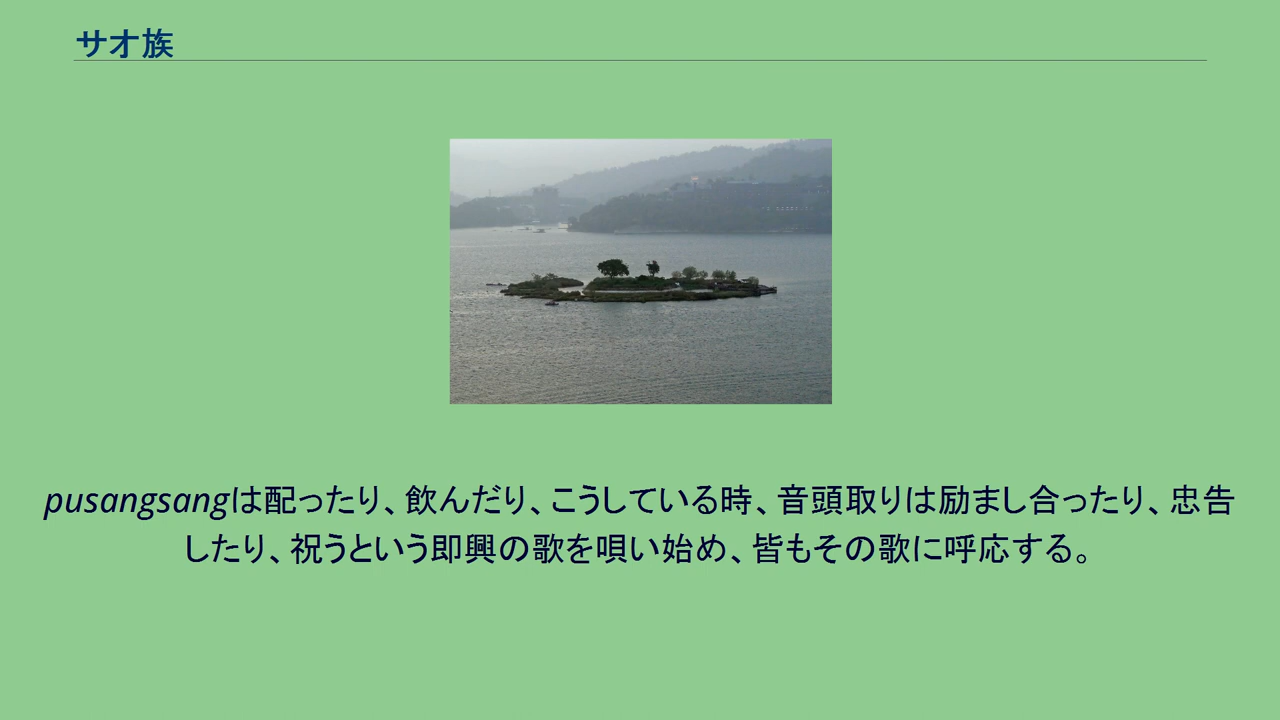 サオ族
pusangsangは配ったり、飲んだり、こうしている時、音頭取りは励まし合ったり、忠告
したり、祝うという即興の歌を唄い始め、皆もその歌に呼応する。